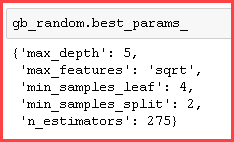 gb_random.best_params_
{'max_depth': 5,
'max_features': 'sqrt',
'min_samples_leaf': 4,
'min_samples_split': 2,
'n_estimators': 275}